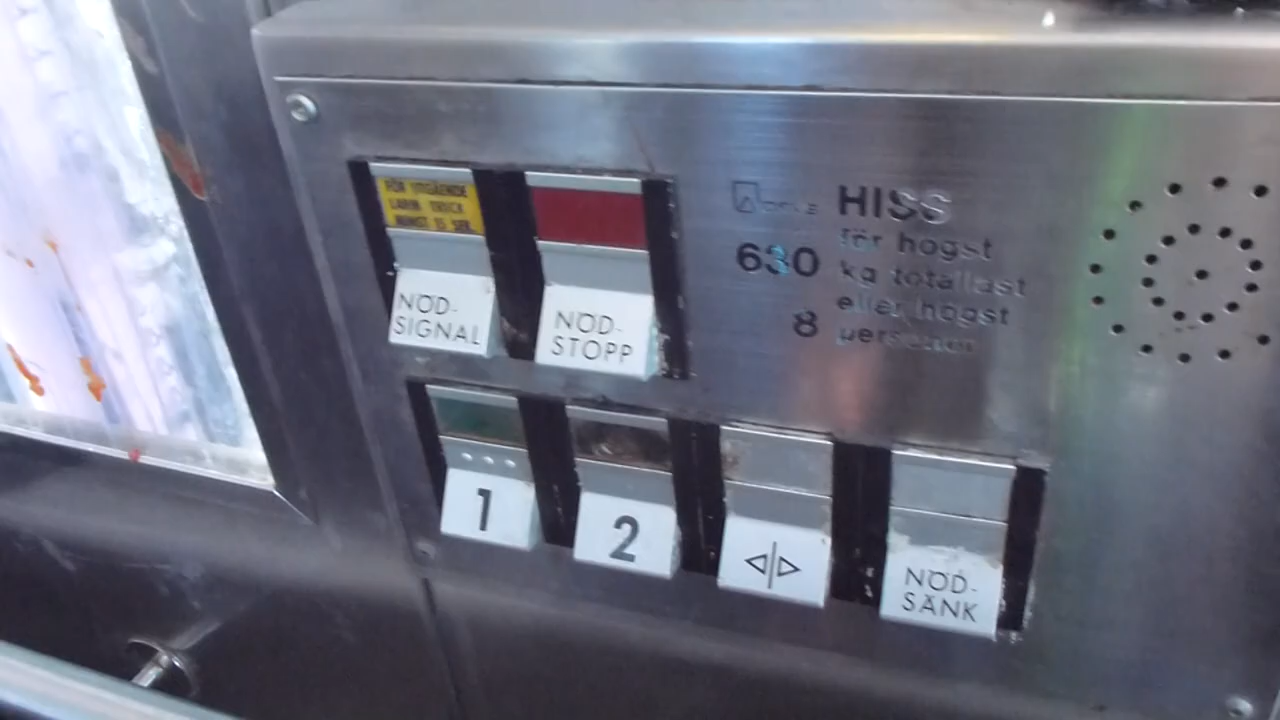 FÖR UTGÅENDE
LARM TRYCK
MINST 15 SEK.
NÖD-
SIGNAL
NÖD-
STOPP
HISS
för högst
630 kg totallast
eller högst
8 personer
1
2
NÖD-
SÄNK